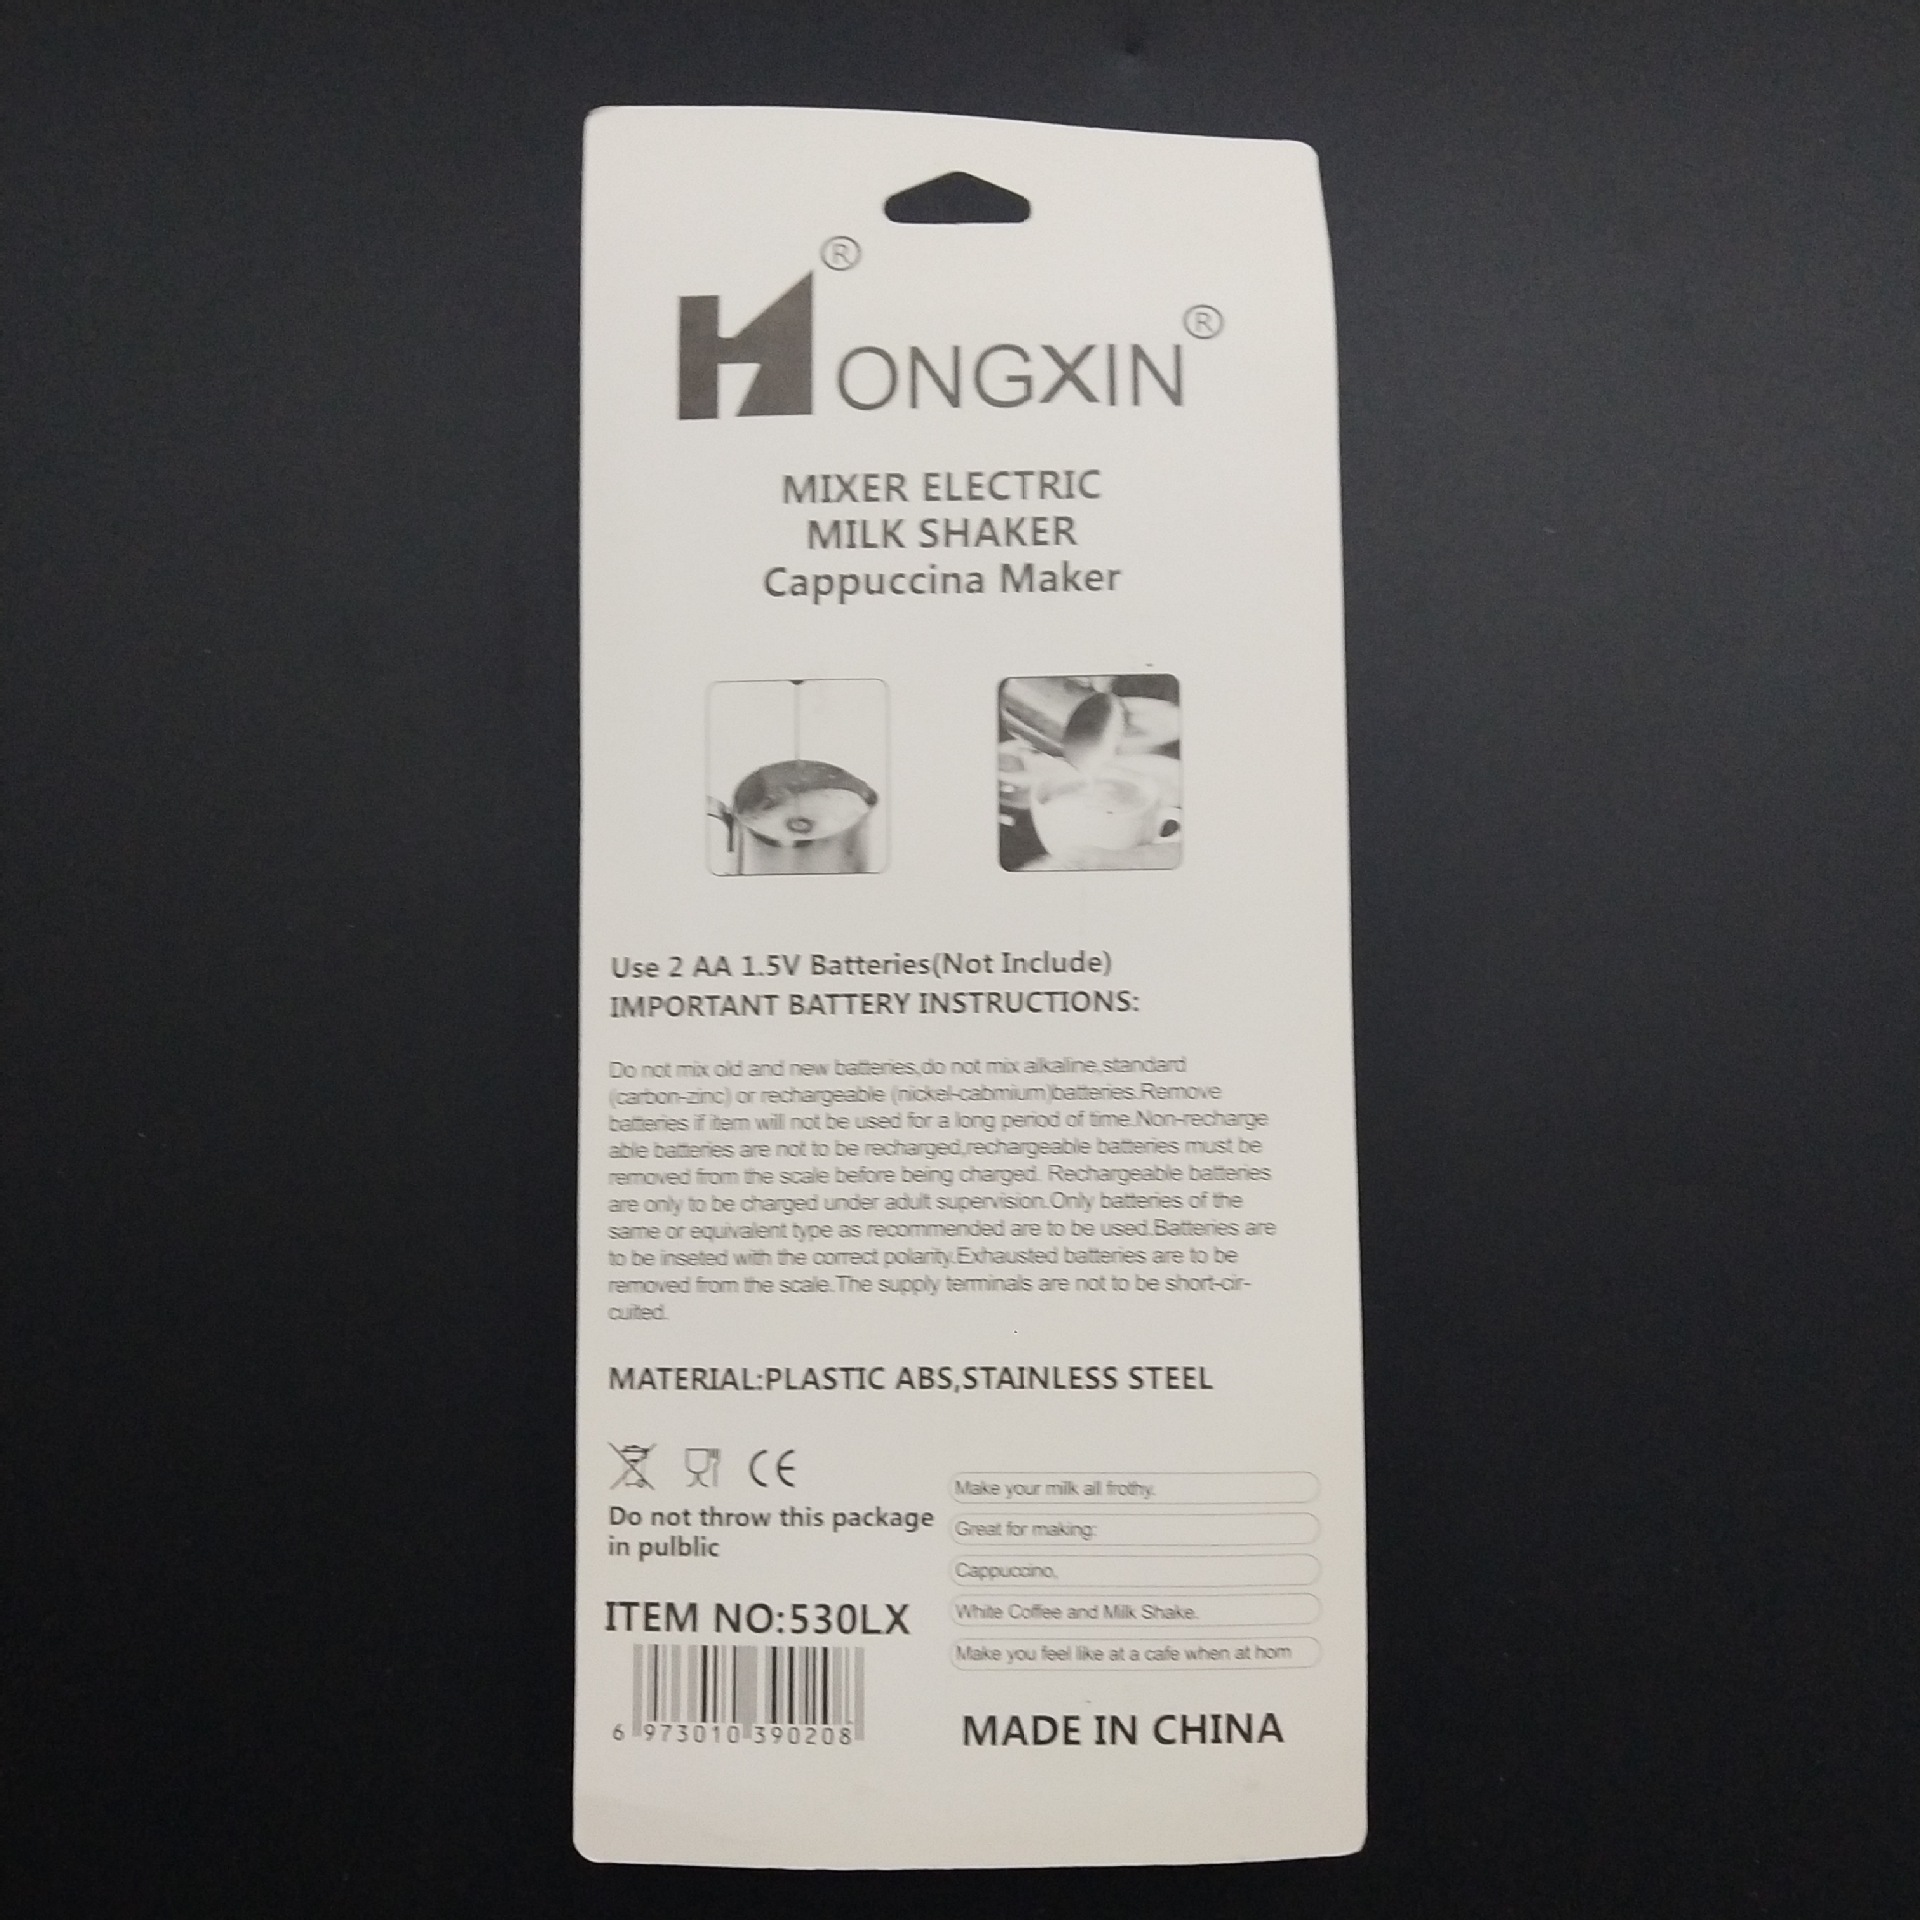 HONGXIN
®
®
MIXER ELECTRIC
MILK SHAKER
Cappuccina Maker
Use 2 AA 1.5V Batteries(Not Include)
IMPORTANT BATTERY INSTRUCTIONS:
Do not mix old and new batteries,do not mix alkaline,standard
(carbon-zinc) or rechargeable (nickel-cabmium)batteries.Remove
batteries if item will not be used for a long period of time.Non-recharge
able batteries are not to be recharged,rechargeable batteries must be
removed from the scale before being charged. Rechargeable batteries
are only to be charged under adult supervision.Only batteries of the
same or equivalent type as recommended are to be used.Batteries are
to be inseted with the correct polarity.Exhausted batteries are to be
removed from the scale.The supply terminals are not to be short-cir-
cuited.
MATERIAL:PLASTIC ABS,STAINLESS STEEL
CE
Do not throw this package
in pulblic
ITEM NO:530LX
6 973010 390208
Make your milk all frothy.
Great for making:
Cappuccino,
White Coffee and Milk Shake.
Make you feel like at a cafe when at hom
MADE IN CHINA